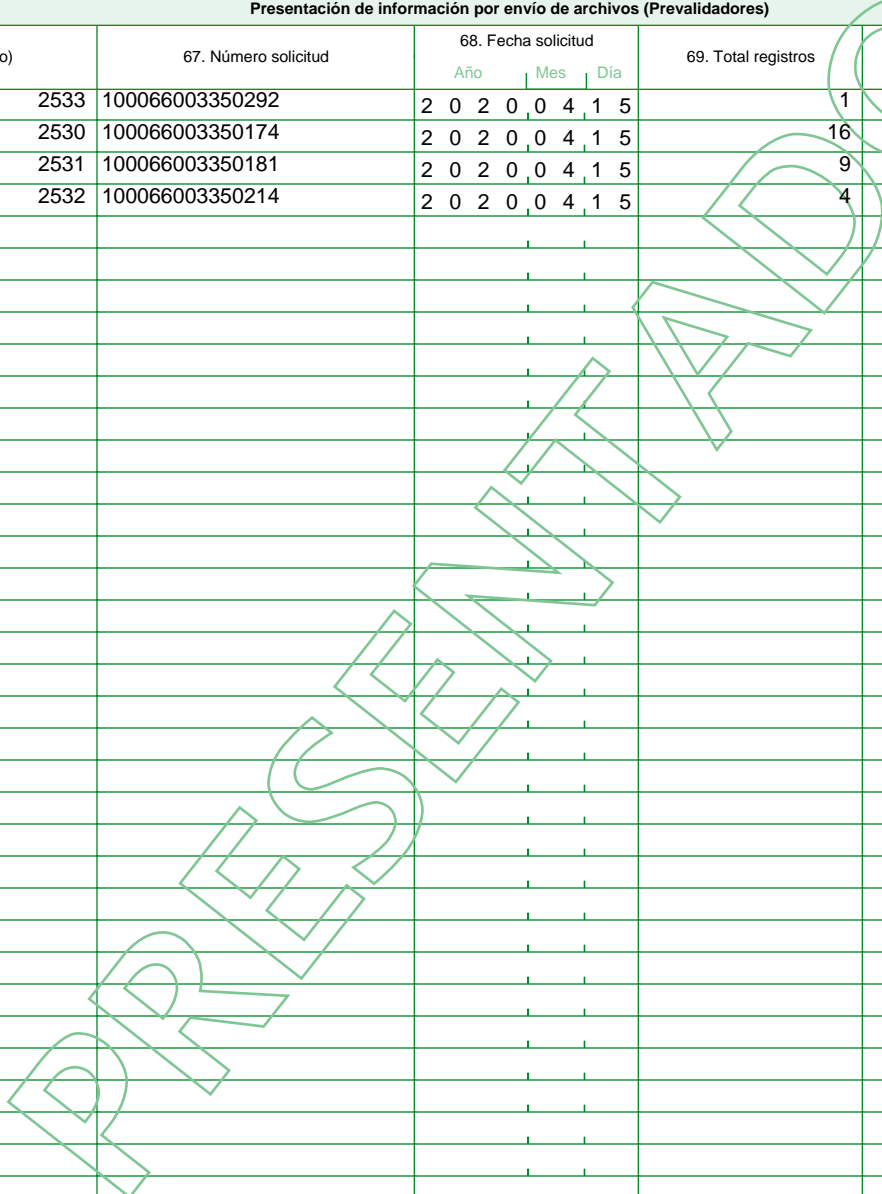 Presentación de información por envío de archivos (Prevalidadores)
o) 67. Número solicitud 68. Fecha solicitud 69. Total registros
Año Mes Día
2533 100066003350292 2 0 2 0 0 4 1 5 1
2530 100066003350174 2 0 2 0 0 4 1 5 16
2531 100066003350181 2 0 2 0 0 4 1 5 9
2532 100066003350214 2 0 2 0 0 4 1 5 4
PRESENTADO